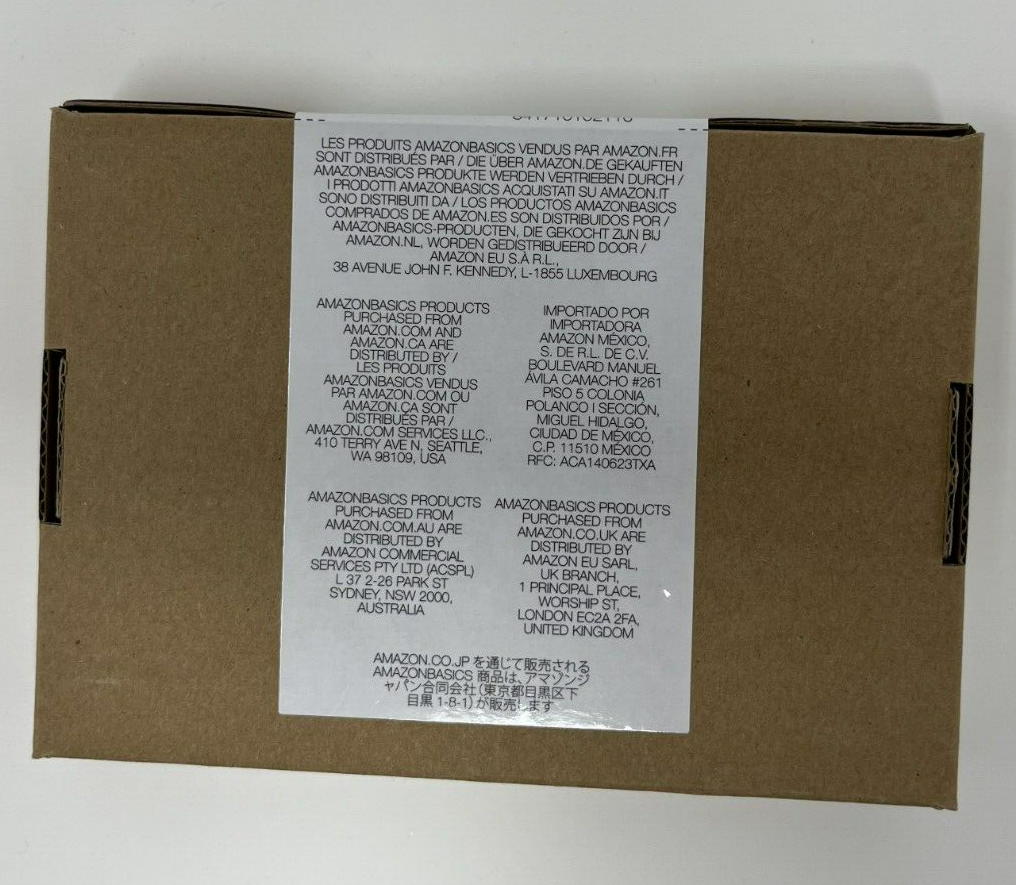 LES PRODUITS AMAZONBASICS VENDUS PAR AMAZON.FR
SONT DISTRIBUÉS PAR / DIE ÜBER AMAZON.DE GEKAUFTEN
AMAZONBASICS PRODUKTE WERDEN VERTRIEBEN DURCH /
I PRODOTTI AMAZONBASICS ACQUISTATI SU AMAZON.IT
SONO DISTRIBUITI DA / LOS PRODUCTOS AMAZONBASICS
COMPRADOS DE AMAZON.ES SON DISTRIBUIDOS POR /
AMAZONBASICS-PRODUCTEN, DIE GEKOCHT ZIJN BIJ
AMAZON.NL, WORDEN GEDISTRIBUEERD DOOR /
AMAZON EU S.À R.L.,
38 AVENUE JOHN F. KENNEDY, L-1855 LUXEMBOURG
AMAZONBASICS PRODUCTS
PURCHASED FROM
AMAZON.COM AND
AMAZON.CA ARE
DISTRIBUTED BY /
LES PRODUITS
AMAZONBASICS VENDUS
PAR AMAZON.COM OU
AMAZON.CA SONT
DISTRIBUÉS PAR /
AMAZON.COM SERVICES LLC.,
410 TERRY AVE N, SEATTLE,
WA 98109, USA
IMPORTADO POR
IMPORTADORA
AMAZON MÉXICO,
S. DE R.L. DE C.V.
BOULEVARD MANUEL
ÁVILA CAMACHO #261
PISO 5 COLONIA
POLANCO I SECCIÓN,
MIGUEL HIDALGO,
CIUDAD DE MÉXICO,
C.P. 11510 MÉXICO
RFC: ACA140623TXA
AMAZONBASICS PRODUCTS
PURCHASED FROM
AMAZON.COM.AU ARE
DISTRIBUTED BY
AMAZON COMMERCIAL
SERVICES PTY LTD (ACSPL)
L 37 2-26 PARK ST
SYDNEY, NSW 2000,
AUSTRALIA
AMAZONBASICS PRODUCTS
PURCHASED FROM
AMAZON.CO.UK ARE
DISTRIBUTED BY
AMAZON EU SARL,
UK BRANCH,
1 PRINCIPAL PLACE,
WORSHIP ST,
LONDON EC2A 2FA,
UNITED KINGDOM
AMAZON.CO.JP を通じて販売される
AMAZONBASICS 商品は、アマゾンジ
ャパン合同会社（東京都目黒区下
目黒 1-8-1）が販売します